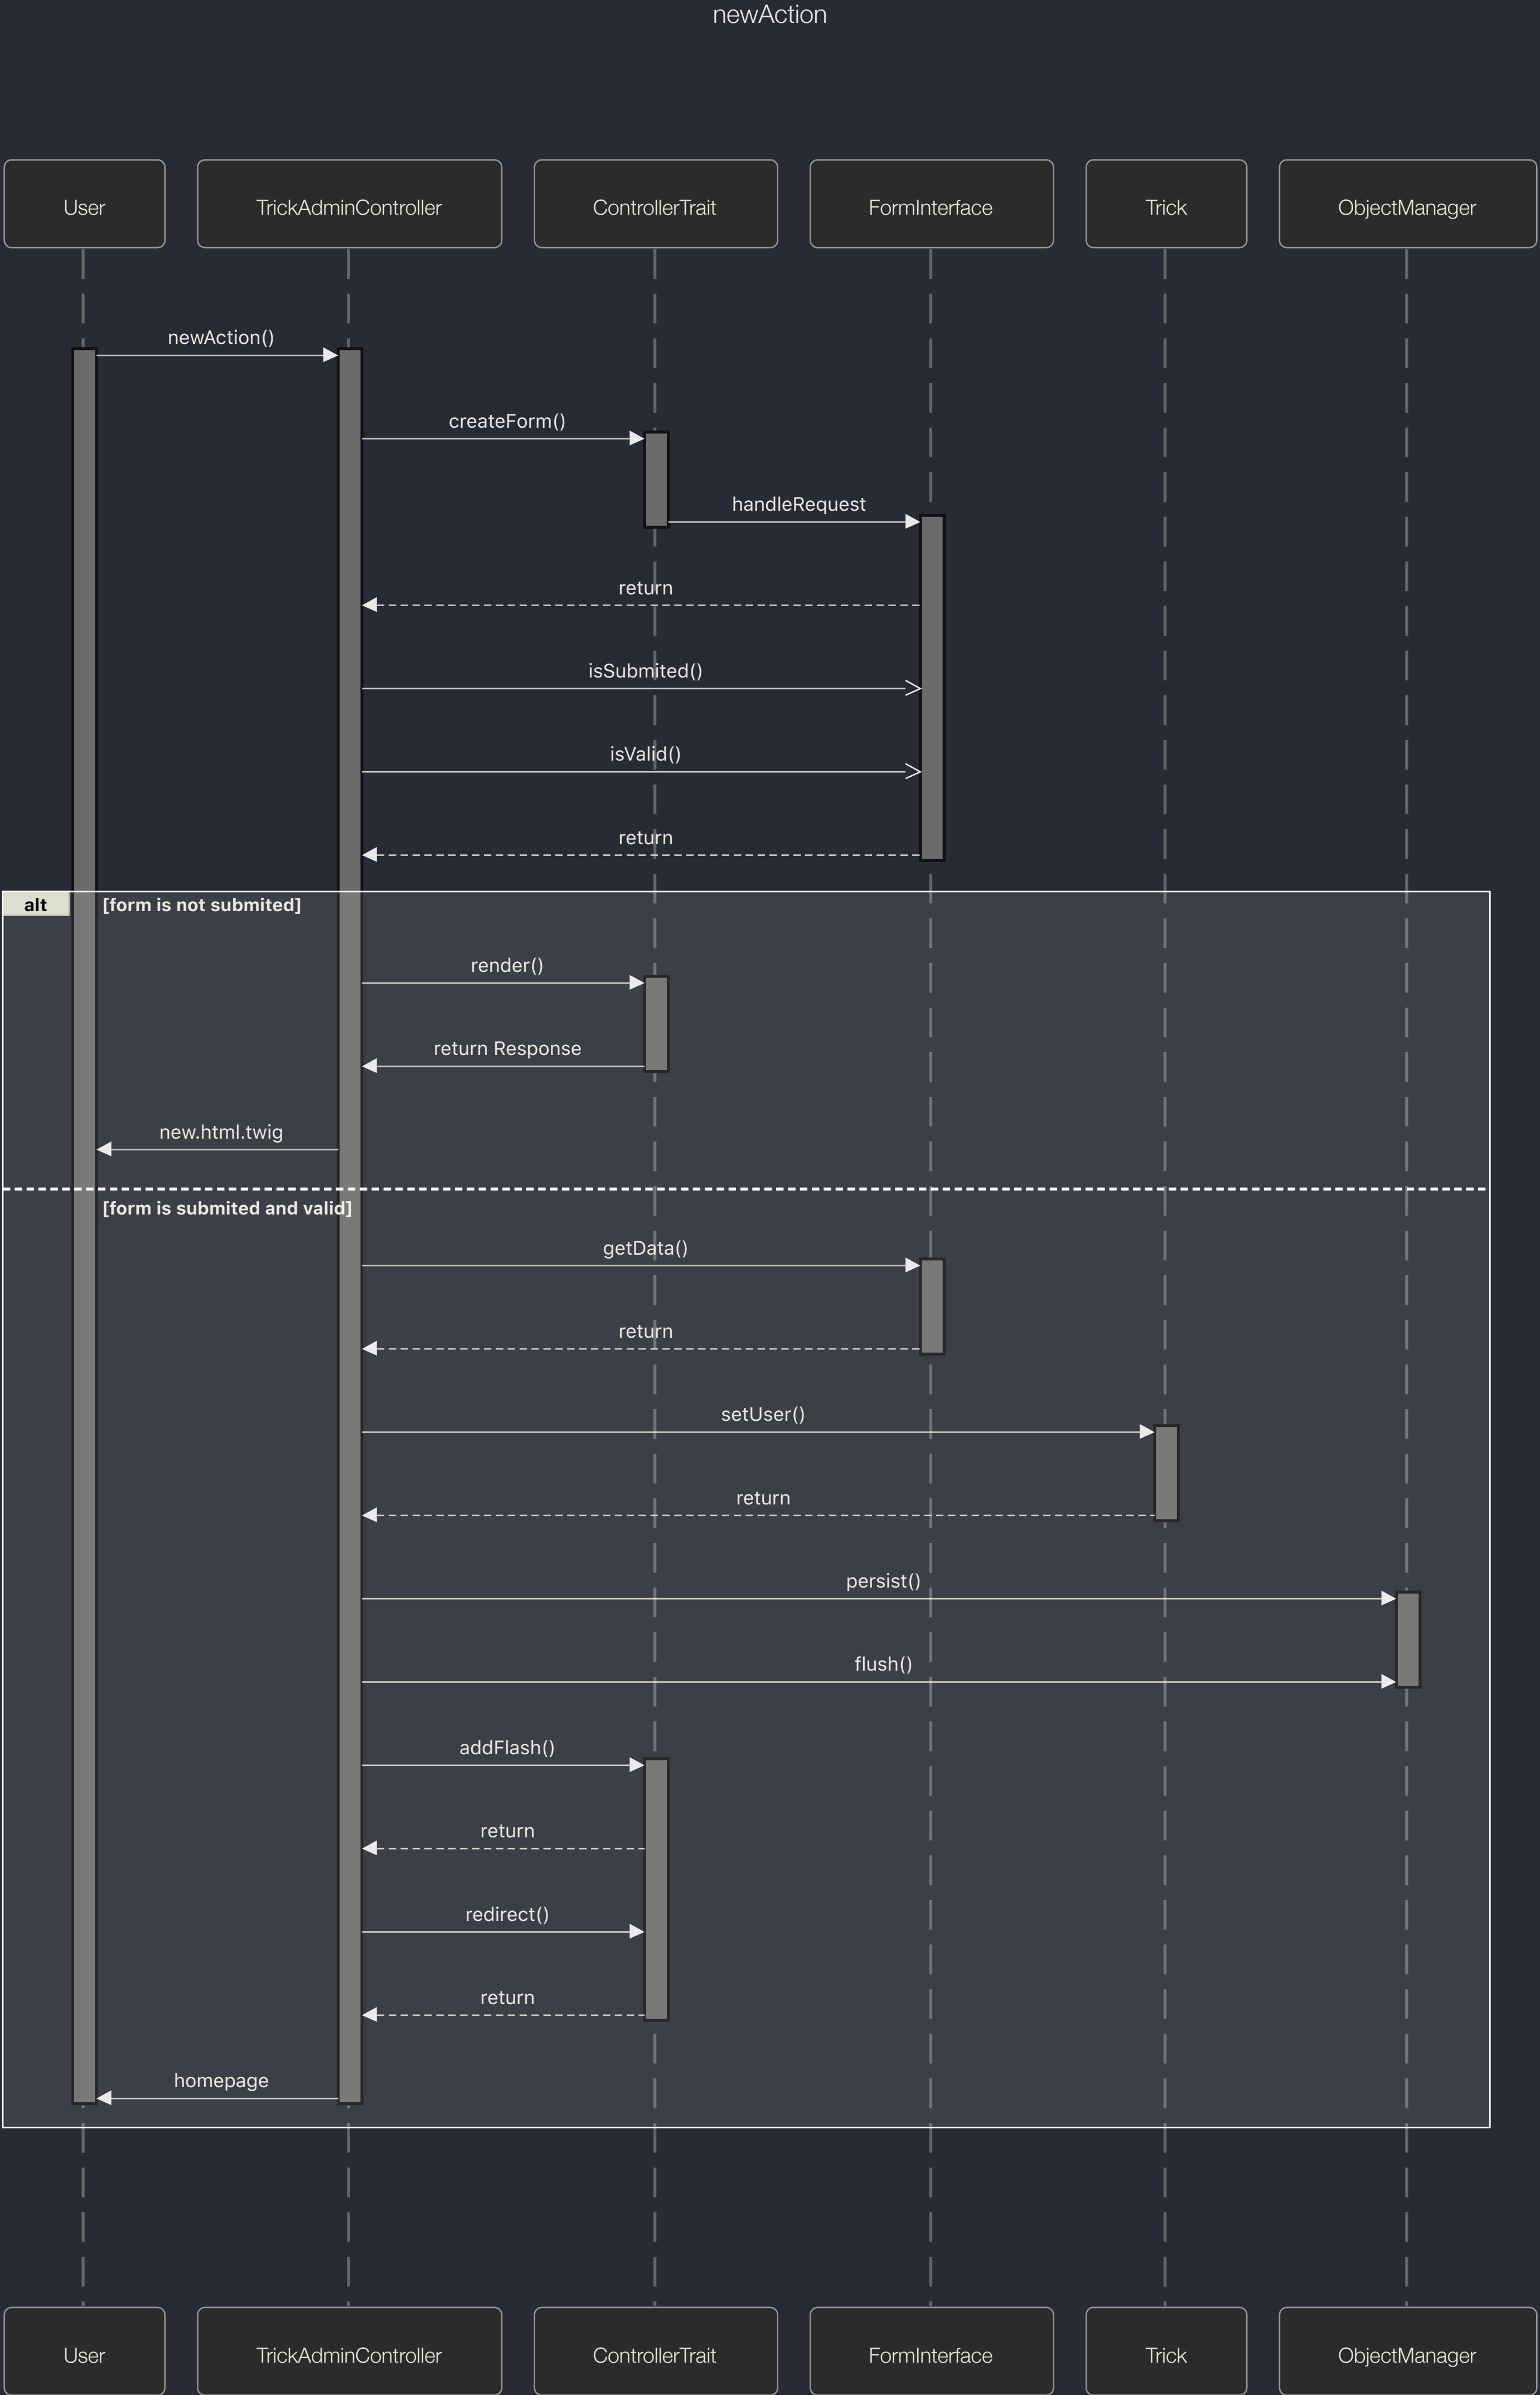 newAction
User
TrickAdminController
ControllerTrait
FormInterface
Trick
ObjectManager
newAction()
createForm()
handleRequest
return
isSubmited()
isValid()
return
alt
[form is not submited]
render()
return Response
new.html.twig
[form is submited and valid]
getData()
return
setUser()
return
persist()
flush()
addFlash()
return
redirect()
return
homepage
User
TrickAdminController
ControllerTrait
FormInterface
Trick
ObjectManager